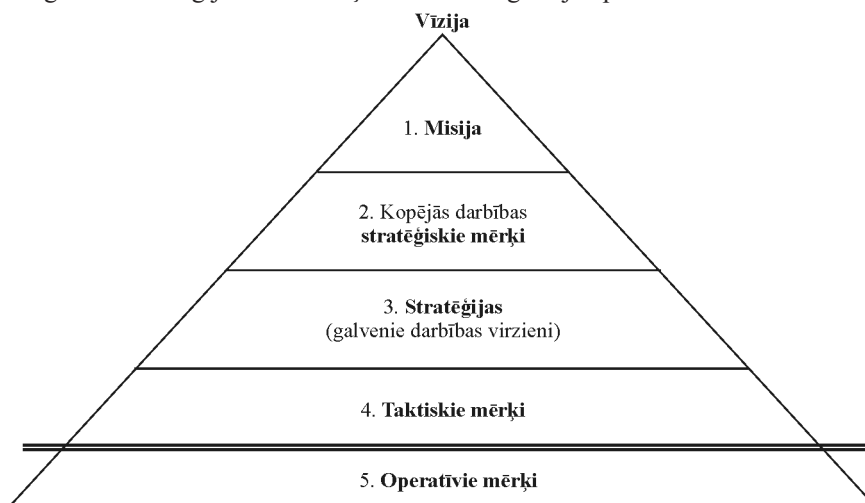 Vīzija
1. Misija
2. Kopējās darbības
stratēģiskie mērķi
3. Stratēģijas
(galvenie darbības virzieni)
4. Taktiskie mērķi
5. Operatīvie mērķi